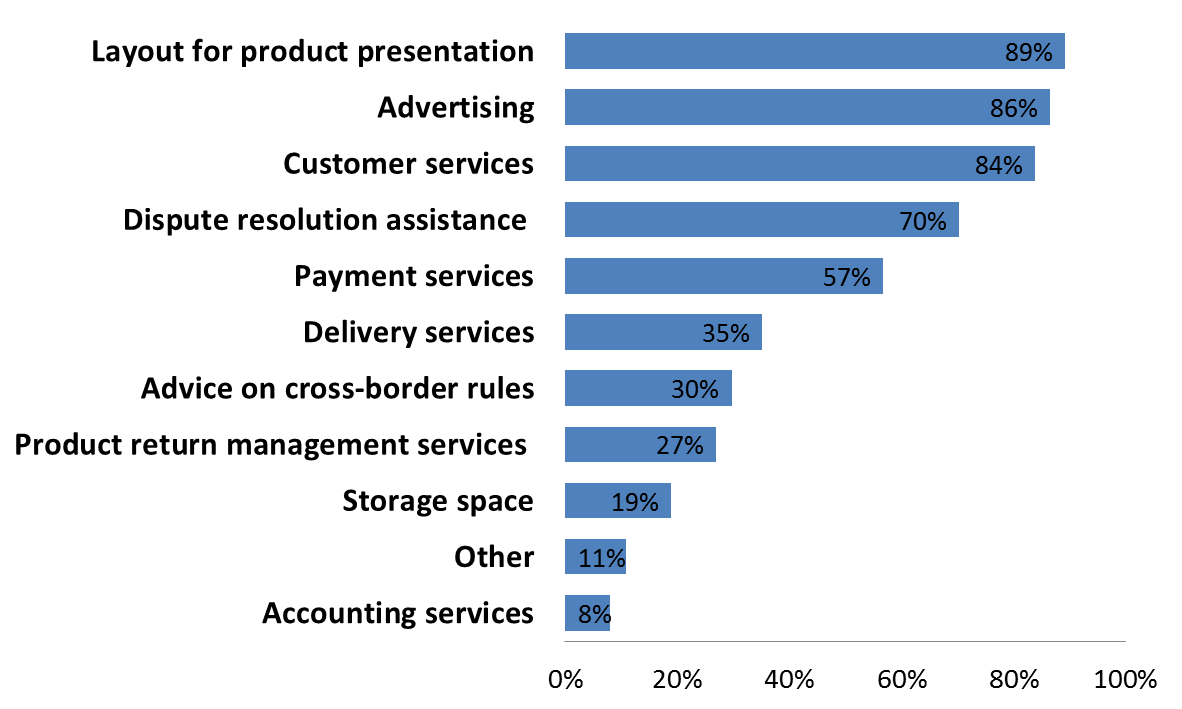 Layout for product presentation 89%
Advertising 86%
Customer services 84%
Dispute resolution assistance 70%
Payment services 57%
Delivery services 35%
Advice on cross-border rules 30%
Product return management services 27%
Storage space 19%
Other 11%
Accounting services 8%
0% 20% 40% 60% 80% 100%